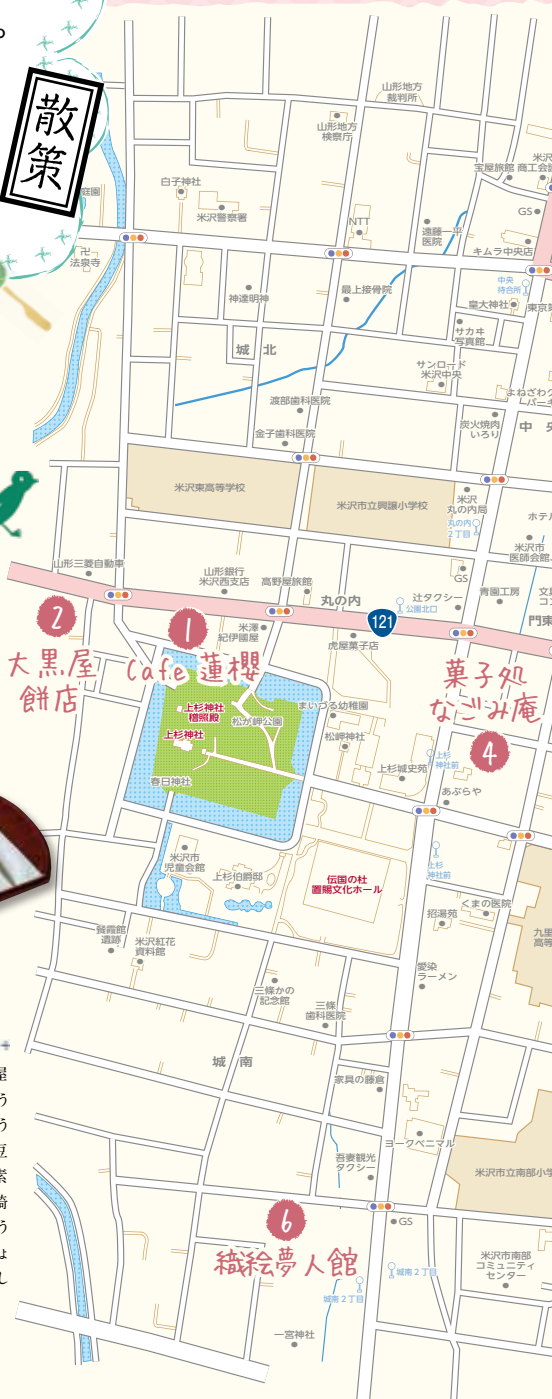 散策
山形地方
裁判所
山形地方
検察庁
白子神社
米沢警察署
庭園
卍
法泉寺
NTT
遠藤一平
医院
宝屋旅館
商工会
GS
キムラ中央店
中央
待合所
皇大神社
神達明神
最上接骨院
サカヰ
写真館
城北
サンロード
米沢中央
渡部歯科医院
金子歯科医院
炭火焼肉
いろり
米沢東高等学校
米沢市立興譲小学校
米沢
丸の内局
丸の内
2丁目
ホテル
米沢市
医師会館
山形三菱自動車
山形銀行
米沢西支店
高野屋旅館
丸の内
公園北口
辻タクシー
GS
青園工房
121
門東
米澤
紀伊國屋
虎屋菓子店
2
大黒屋
餅店
1
Cafe 蓮櫻
菓子処
なごみ庵
4
上杉神社
稽照殿
上杉神社
松が岬公園
春日神社
まいづる幼稚園
松岬神社
上杉城史苑
上杉
神社前
あぶらや
米沢市
児童会館
上杉伯爵邸
伝国の杜
置賜文化ホール
上杉
神社前
招湯苑
くまの医院
餐霞館
遺跡
米沢紅花
資料館
愛染
ラーメン
三條かの
記念館
三條
歯科医院
城南
家具の藤倉
ヨークベニマル
吾妻観光
タクシー
米沢市立南部小学
6
織絵夢人館
GS
城南2丁目
城南2丁目
米沢市南部
コミュニティ
センター
一宮神社